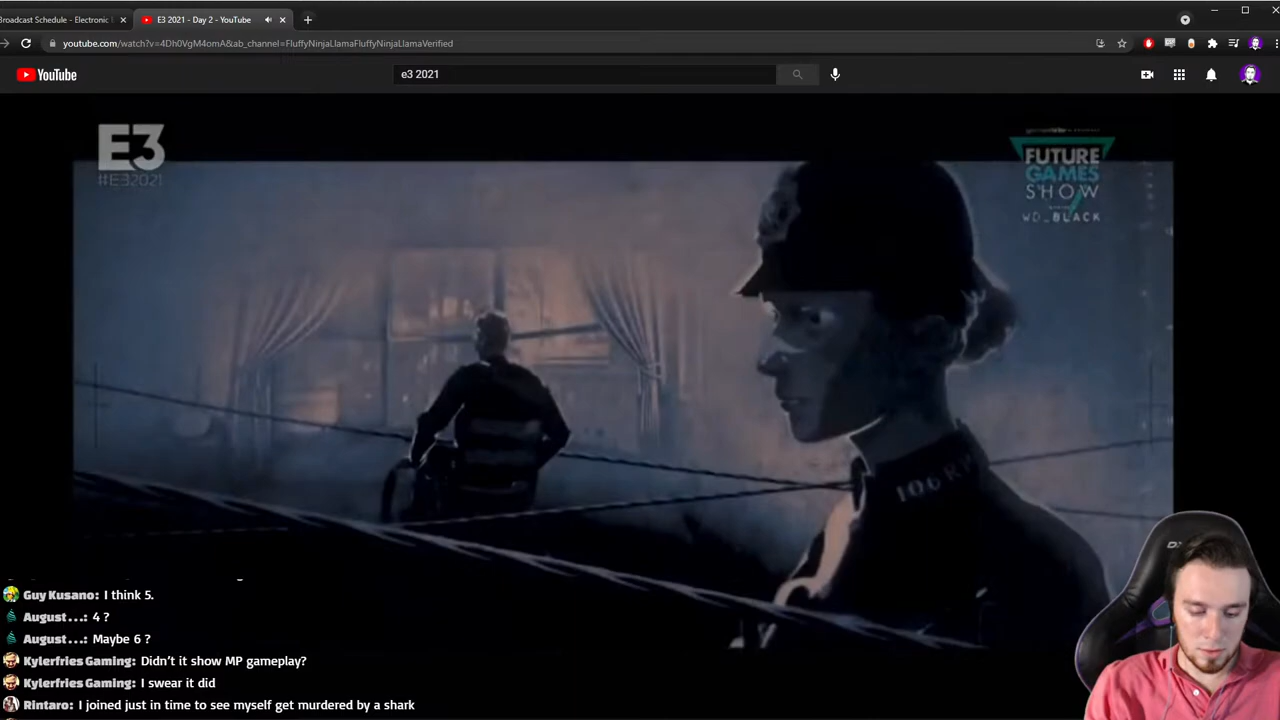 Broadcast Schedule - Electronic
E3 2021 - Day 2 - YouTube
youtube.com/watch?v=4Dh0VgM4omA&ab_channel=FluffyNinjaLlamaFluffyNinjaLlamaVerified
YouTube
e3 2021
E3
#E32021
FUTURE
GAMES
SHOW
WD_BLACK
106
Guy Kusano: I think 5.
August...: 4 ?
August...: Maybe 6 ?
Kylerfries Gaming: Didn't it show MP gameplay?
Kylerfries Gaming: I swear it did
Rintaro: I joined just in time to see myself get murdered by a shark